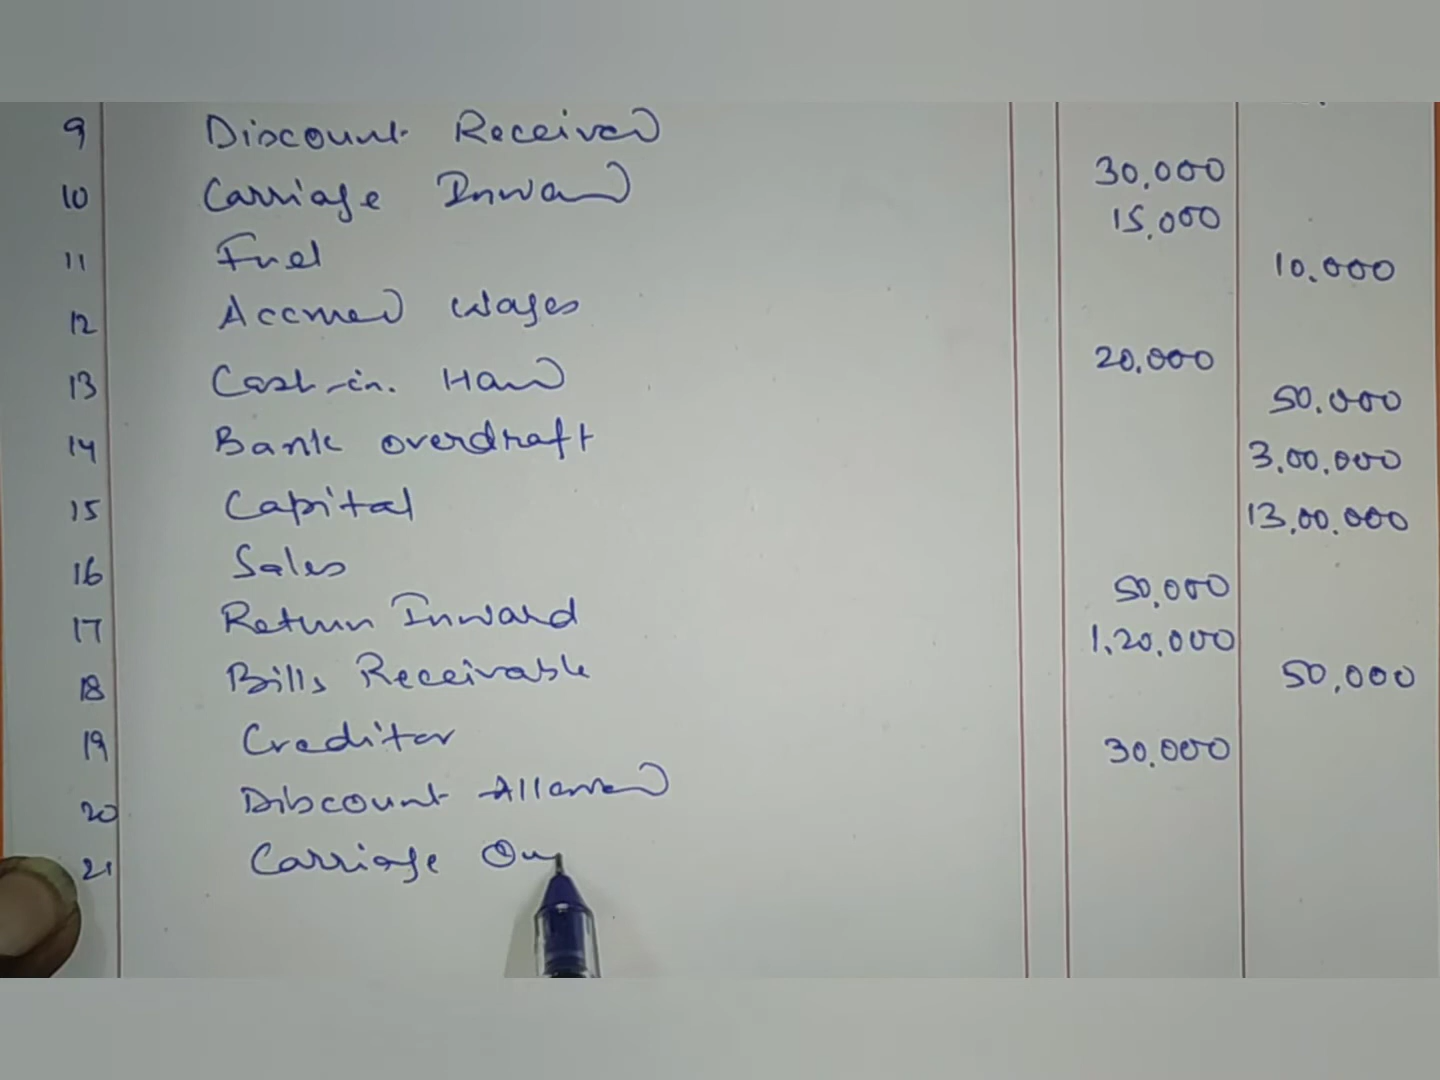 9 Discount Received
10 Carriage Inward 30,000
11 Fuel 15,000
12 Accrued Wages 10,000
13 Cash-in. Hand 20,000
14 Bank overdraft 50,000
15 Capital 3,00,000
16 Sales 13,00,000
17 Return Inward 50,000
18 Bills Receivable 1,20,000
19 Creditor 50,000
20 Discount Allowed 30,000
21 Carriage Ou